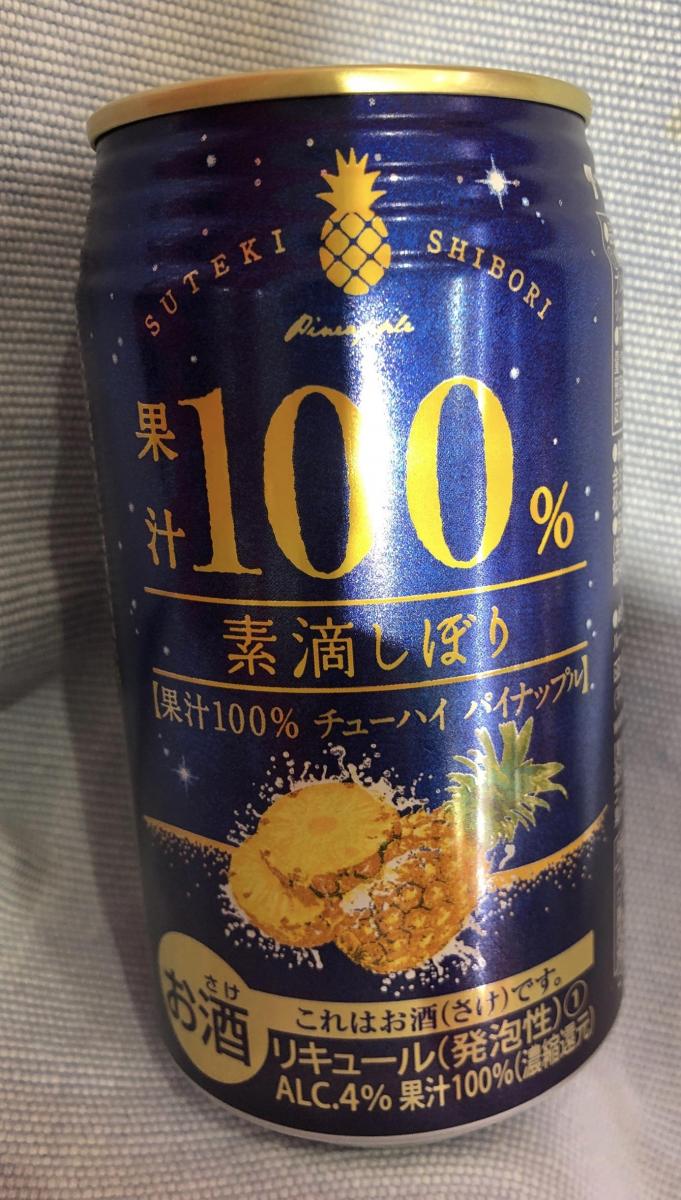 SUTEKI SHIBORI
Pineapple
果汁100%
素滴しぼり
【果汁100% チューハイ パイナップル】
さけ
お酒
これはお酒(さけ)です。
リキュール(発泡性)①
ALC.4% 果汁100%(濃縮還元)